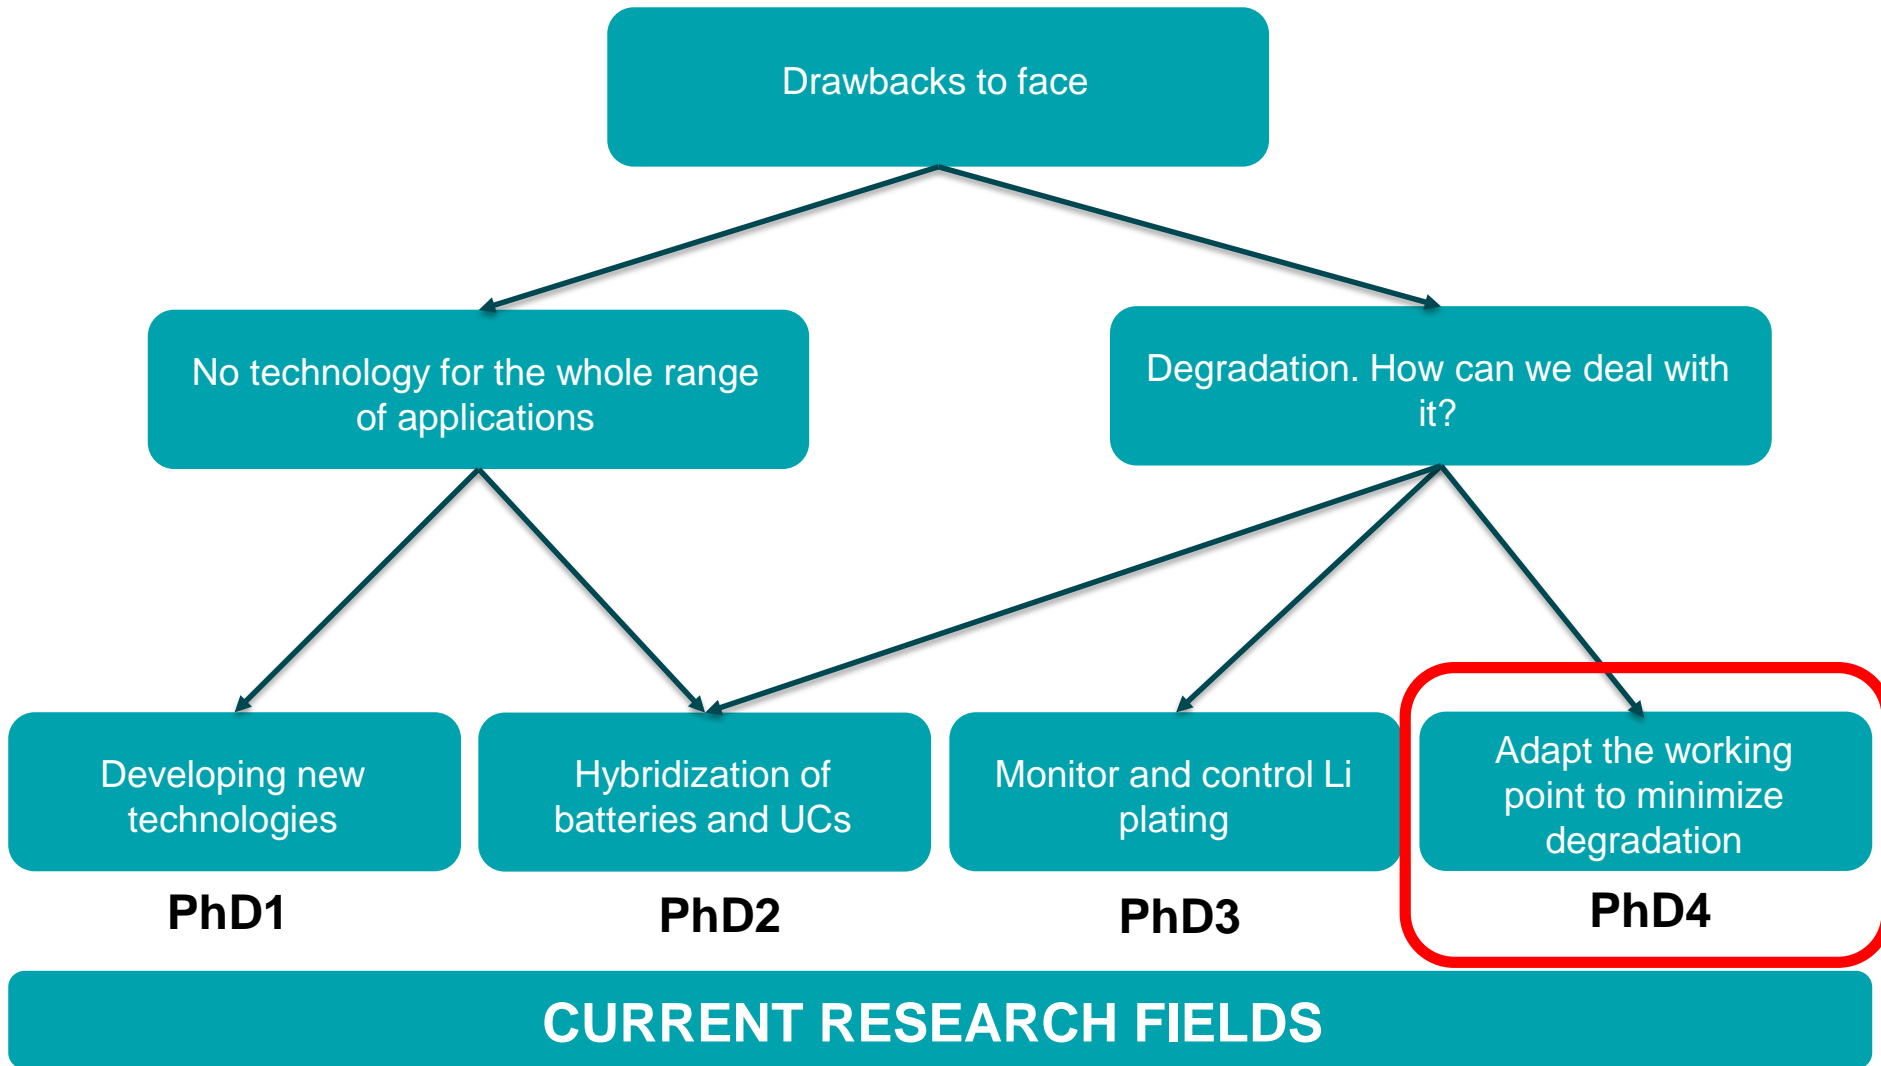 Drawbacks to face
No technology for the whole range
of applications
Degradation. How can we deal with
it?
Developing new
technologies
Hybridization of
batteries and UCs
Monitor and control Li
plating
Adapt the working
point to minimize
degradation
PhD1
PhD2
PhD3
PhD4
CURRENT RESEARCH FIELDS